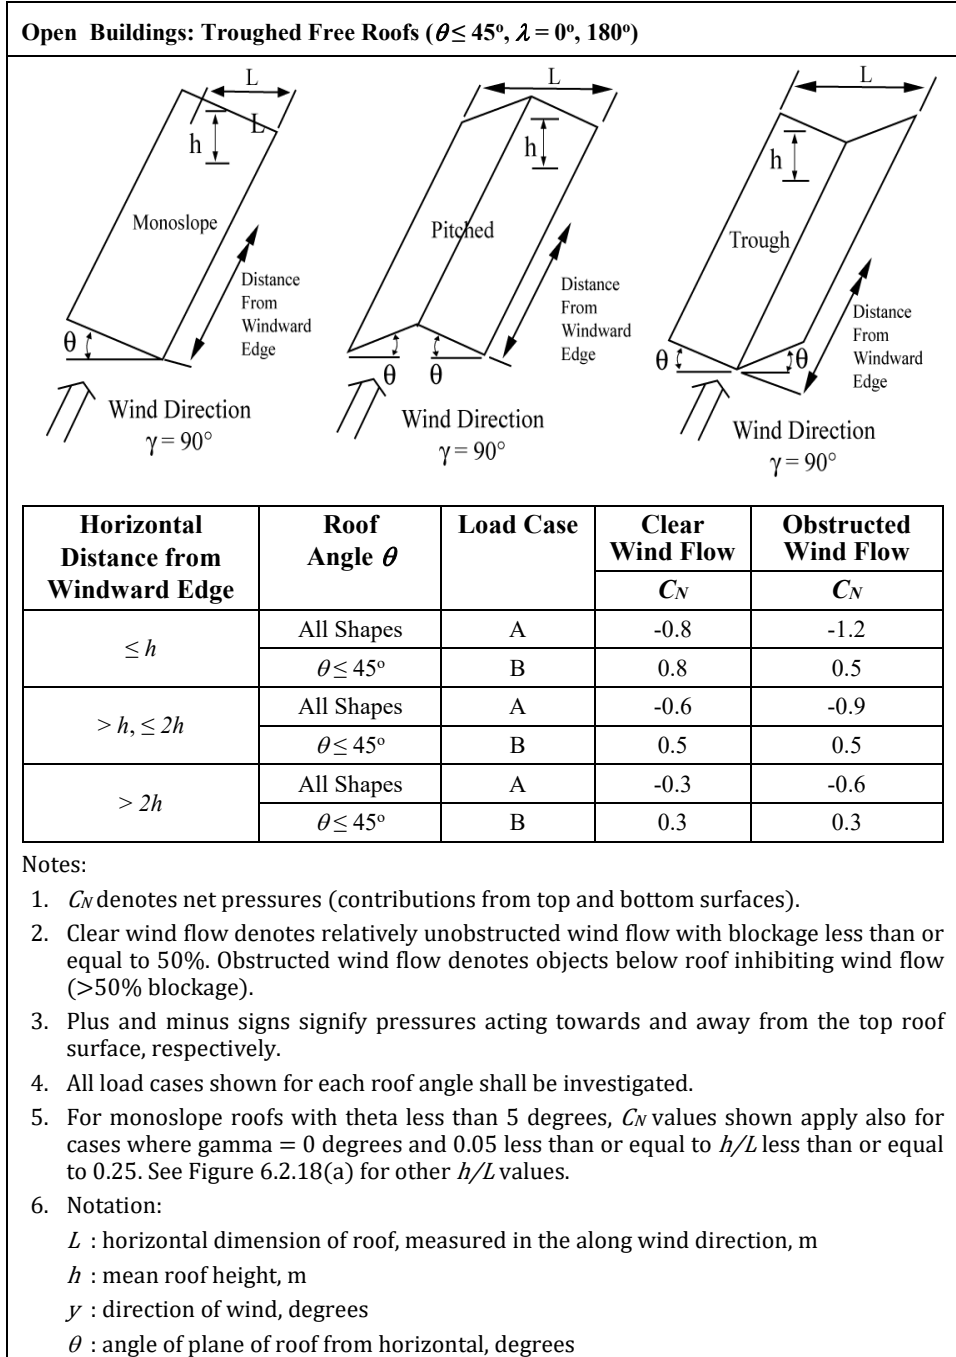 Open Buildings: Troughed Free Roofs (θ ≤ 45º, λ = 0º, 180º)
L
L
h
Monoslope
Distance
From
Windward
Edge
θ
Wind Direction
γ = 90°
L
h
Pitched
Distance
From
Windward
Edge
θ θ
Wind Direction
γ = 90°
L
h
Trough
Distance
From
Windward
Edge
θ θ
Wind Direction
γ = 90°
Horizontal Distance from Windward Edge Roof Angle θ Load Case Clear Wind Flow Obstructed Wind Flow
CN CN
≤ h All Shapes A -0.8 -1.2
θ ≤ 45º B 0.8 0.5
> h, ≤ 2h All Shapes A -0.6 -0.9
θ ≤ 45º B 0.5 0.5
> 2h All Shapes A -0.3 -0.6
θ ≤ 45º B 0.3 0.3
Notes:
1. CN denotes net pressures (contributions from top and bottom surfaces).
2. Clear wind flow denotes relatively unobstructed wind flow with blockage less than or
equal to 50%. Obstructed wind flow denotes objects below roof inhibiting wind flow
(>50% blockage).
3. Plus and minus signs signify pressures acting towards and away from the top roof
surface, respectively.
4. All load cases shown for each roof angle shall be investigated.
5. For monoslope roofs with theta less than 5 degrees, CN values shown apply also for
cases where gamma = 0 degrees and 0.05 less than or equal to h/L less than or equal
to 0.25. See Figure 6.2.18(a) for other h/L values.
6. Notation:
L : horizontal dimension of roof, measured in the along wind direction, m
h : mean roof height, m
y : direction of wind, degrees
θ : angle of plane of roof from horizontal, degrees